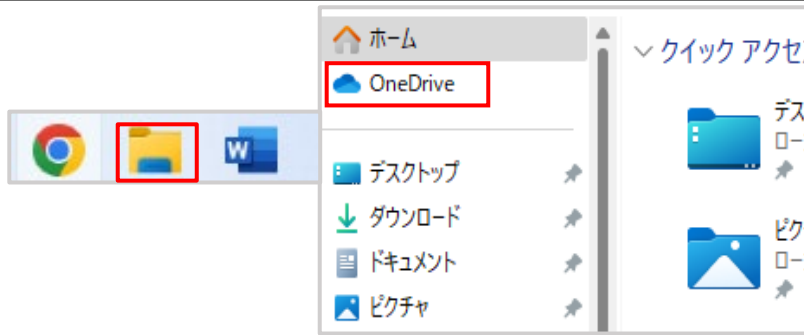 ホーム
OneDrive
デスクトップ
ダウンロード
ドキュメント
ピクチャ
クイック アクセ
デス
ロー
ピク
ロー
W